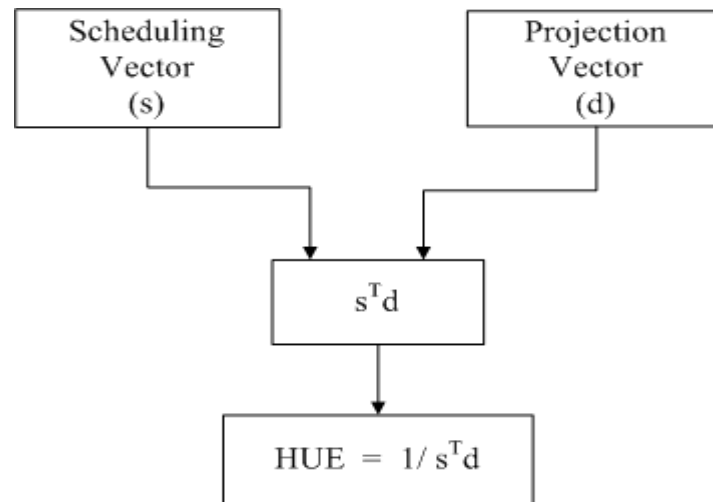 Scheduling
Vector
(s)
Projection
Vector
(d)
sᵀd
HUE = 1/ sᵀd